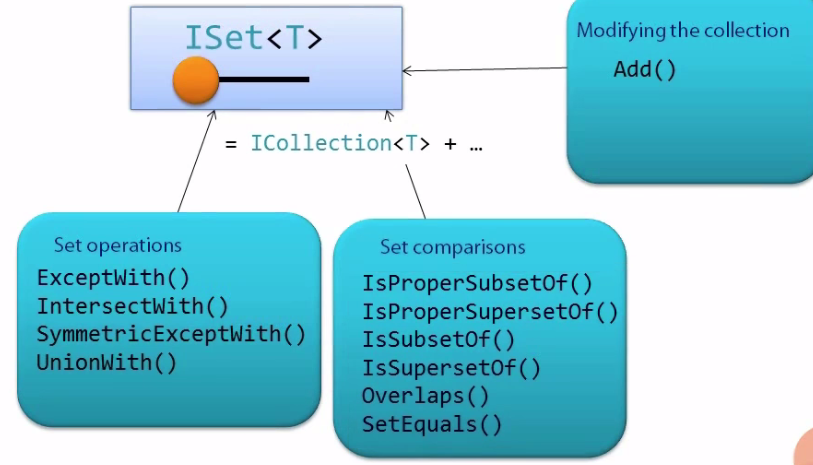 ISet<T>
= ICollection<T> + …
Modifying the collection
Add()
Set operations
ExceptWith()
IntersectWith()
SymmetricExceptWith()
UnionWith()
Set comparisons
IsProperSubsetOf()
IsProperSupersetOf()
IsSubsetOf()
IsSupersetOf()
Overlaps()
SetEquals()